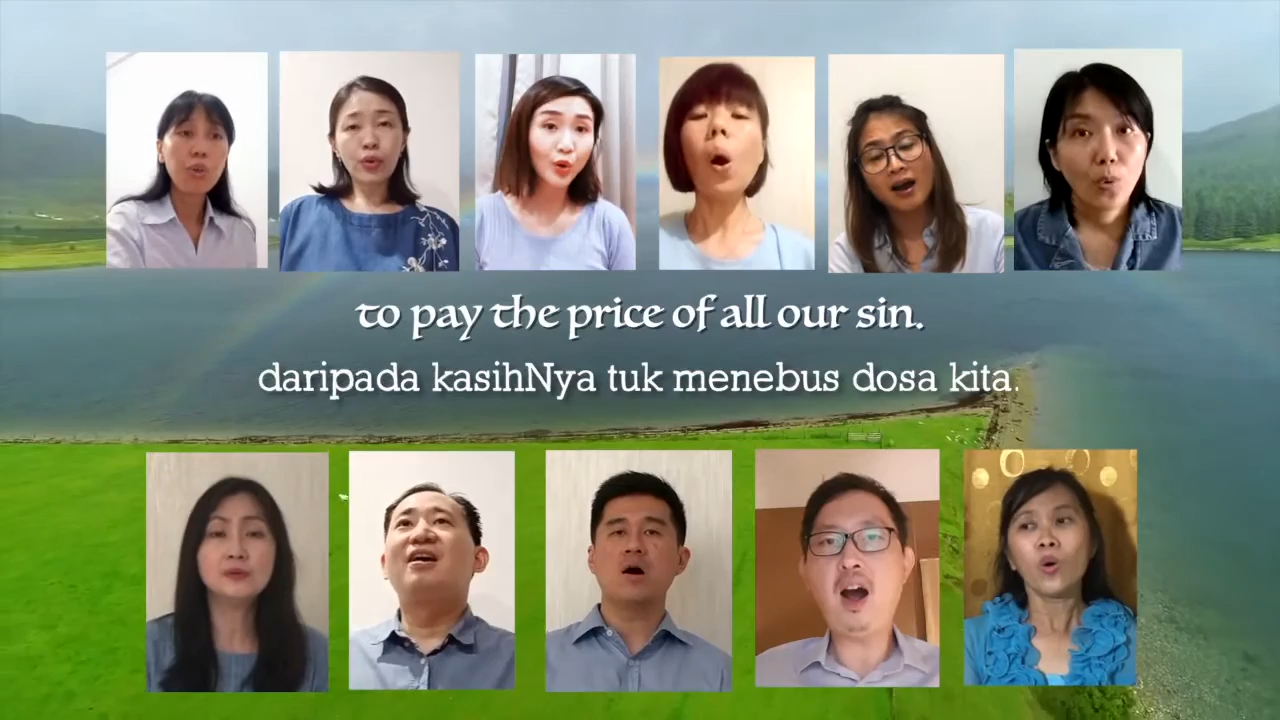 to pay the price of all our sin.
daripada kasihNya tuk menebus dosa kita.